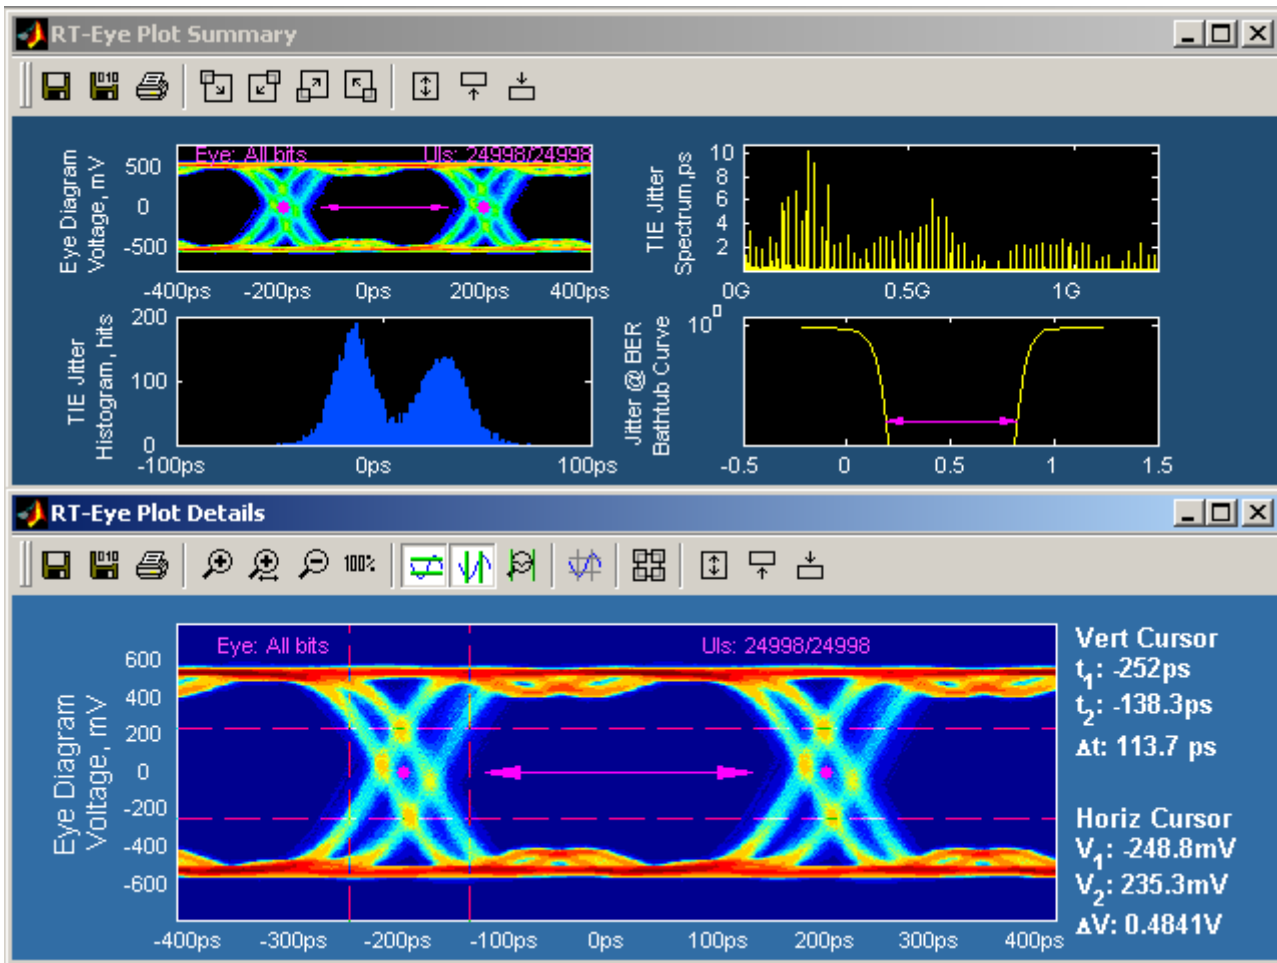 RT-Eye Plot Summary
Eye Diagram
Voltage, mV
500
0
-500
Eye: All bits
UIs: 24998/24998
-400ps
-200ps
0ps
200ps
400ps
TIE Jitter
Spectrum,ps
10
8
6
4
2
0G
0.5G
1G
TIE Jitter
Histogram, hits
200
100
0
-100ps
0ps
100ps
Jitter @ BER
Bathtub Curve
10^0
-0.5
0
0.5
1
1.5
RT-Eye Plot Details
100%
Eye Diagram
Voltage, mV
600
400
200
0
-200
-400
-600
Eye: All bits
UIs: 24998/24998
-400ps
-300ps
-200ps
-100ps
0ps
100ps
200ps
300ps
400ps
Vert Cursor
t1: -252ps
t2: -138.3ps
Δt: 113.7 ps
Horiz Cursor
V1: -248.8mV
V2: 235.3mV
ΔV: 0.4841V